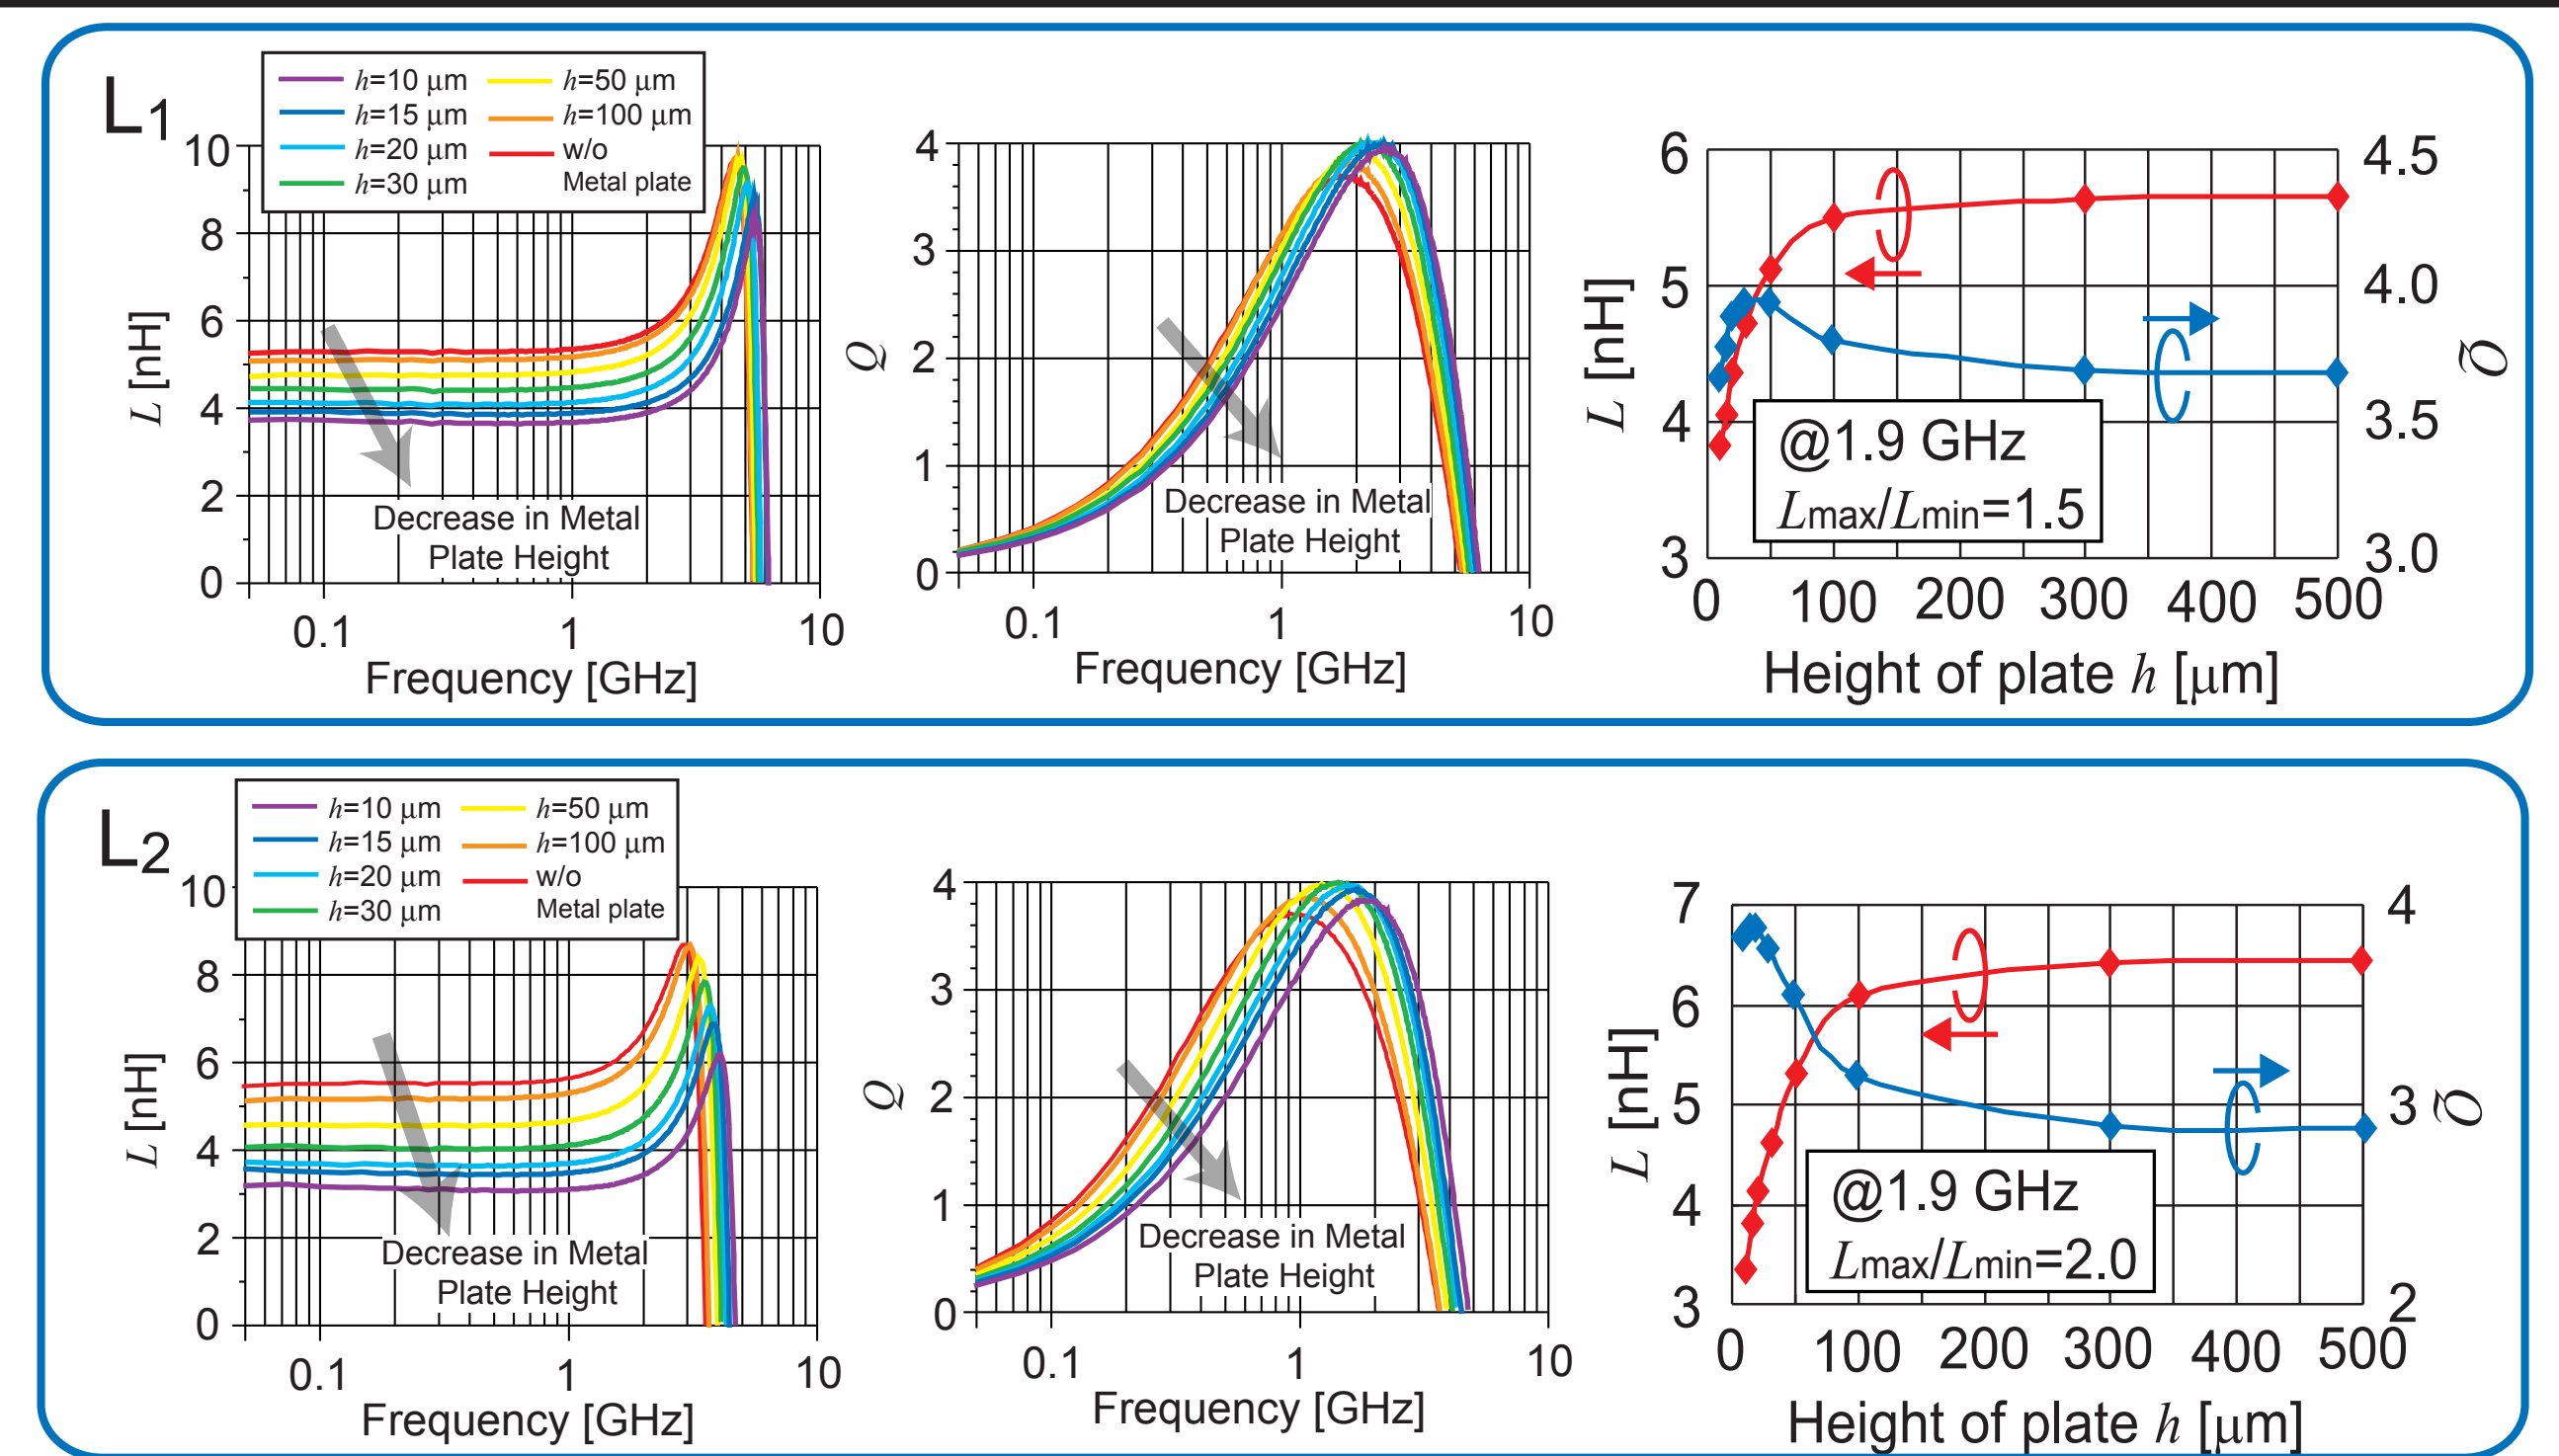 L1
h=10 μm
h=50 μm
h=15 μm
h=100 μm
h=20 μm
w/o
Metal plate
h=30 μm
10
8
6
4
2
0
L [nH]
Decrease in Metal
Plate Height
0.1
1
10
Frequency [GHz]
4
3
2
1
0
Q
Decrease in Metal
Plate Height
0.1
1
10
Frequency [GHz]
6
5
4
3
L [nH]
4.5
4.0
3.5
3.0
Q
@1.9 GHz
Lmax/Lmin=1.5
0
100
200
300
400
500
Height of plate h [μm]
L2
h=10 μm
h=50 μm
h=15 μm
h=100 μm
h=20 μm
w/o
Metal plate
h=30 μm
10
8
6
4
2
0
L [nH]
Decrease in Metal
Plate Height
0.1
1
10
Frequency [GHz]
4
3
2
1
0
Q
Decrease in Metal
Plate Height
0.1
1
10
Frequency [GHz]
7
6
5
4
3
L [nH]
4
3
2
Q
@1.9 GHz
Lmax/Lmin=2.0
0
100
200
300
400
500
Height of plate h [μm]